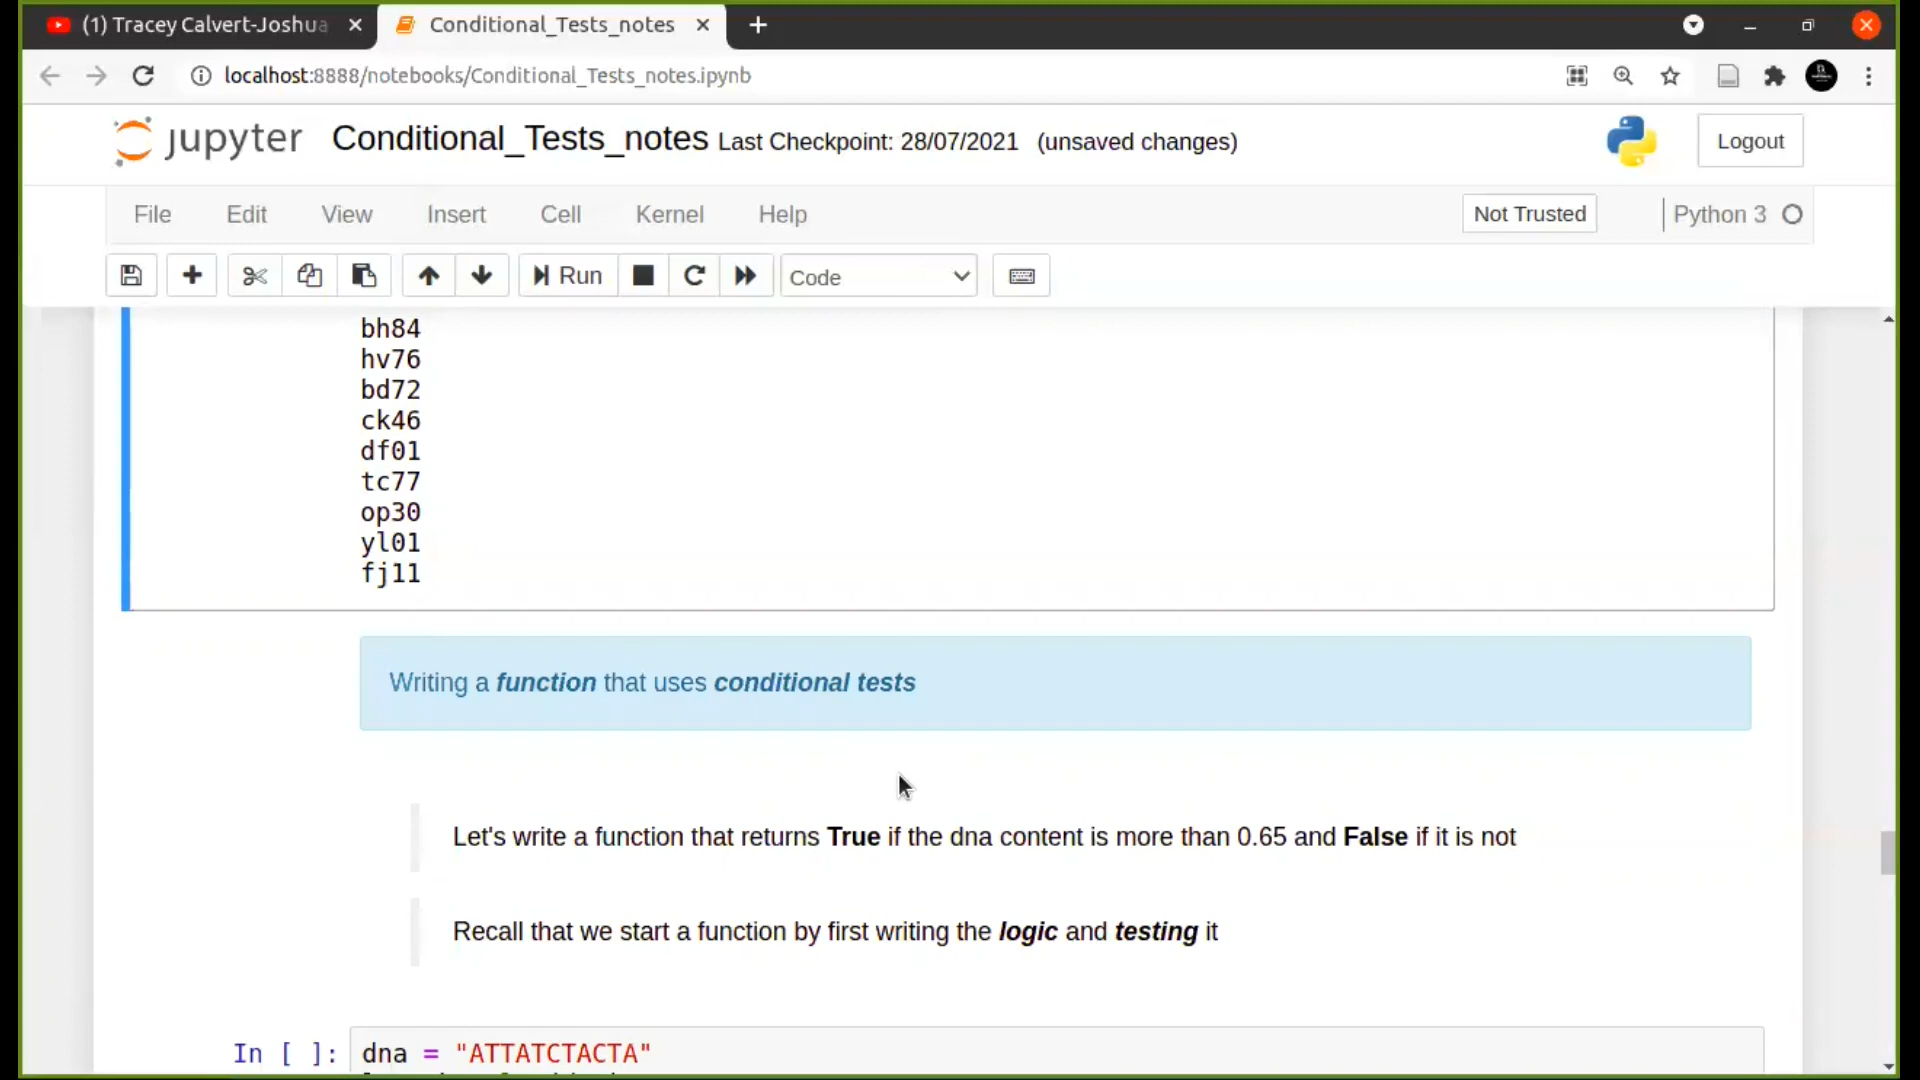 (1) Tracey Calvert-Joshua
Conditional_Tests_notes
localhost:8888/notebooks/Conditional_Tests_notes.ipynb
jupyter Conditional_Tests_notes Last Checkpoint: 28/07/2021 (unsaved changes)
Logout
File Edit View Insert Cell Kernel Help
Not Trusted
Python 3
Run
Code
bh84
hv76
bd72
ck46
df01
tc77
op30
yl01
fj11
Writing a function that uses conditional tests
Let's write a function that returns True if the dna content is more than 0.65 and False if it is not
Recall that we start a function by first writing the logic and testing it
In [ ]: dna = "ATTATCTACTA"